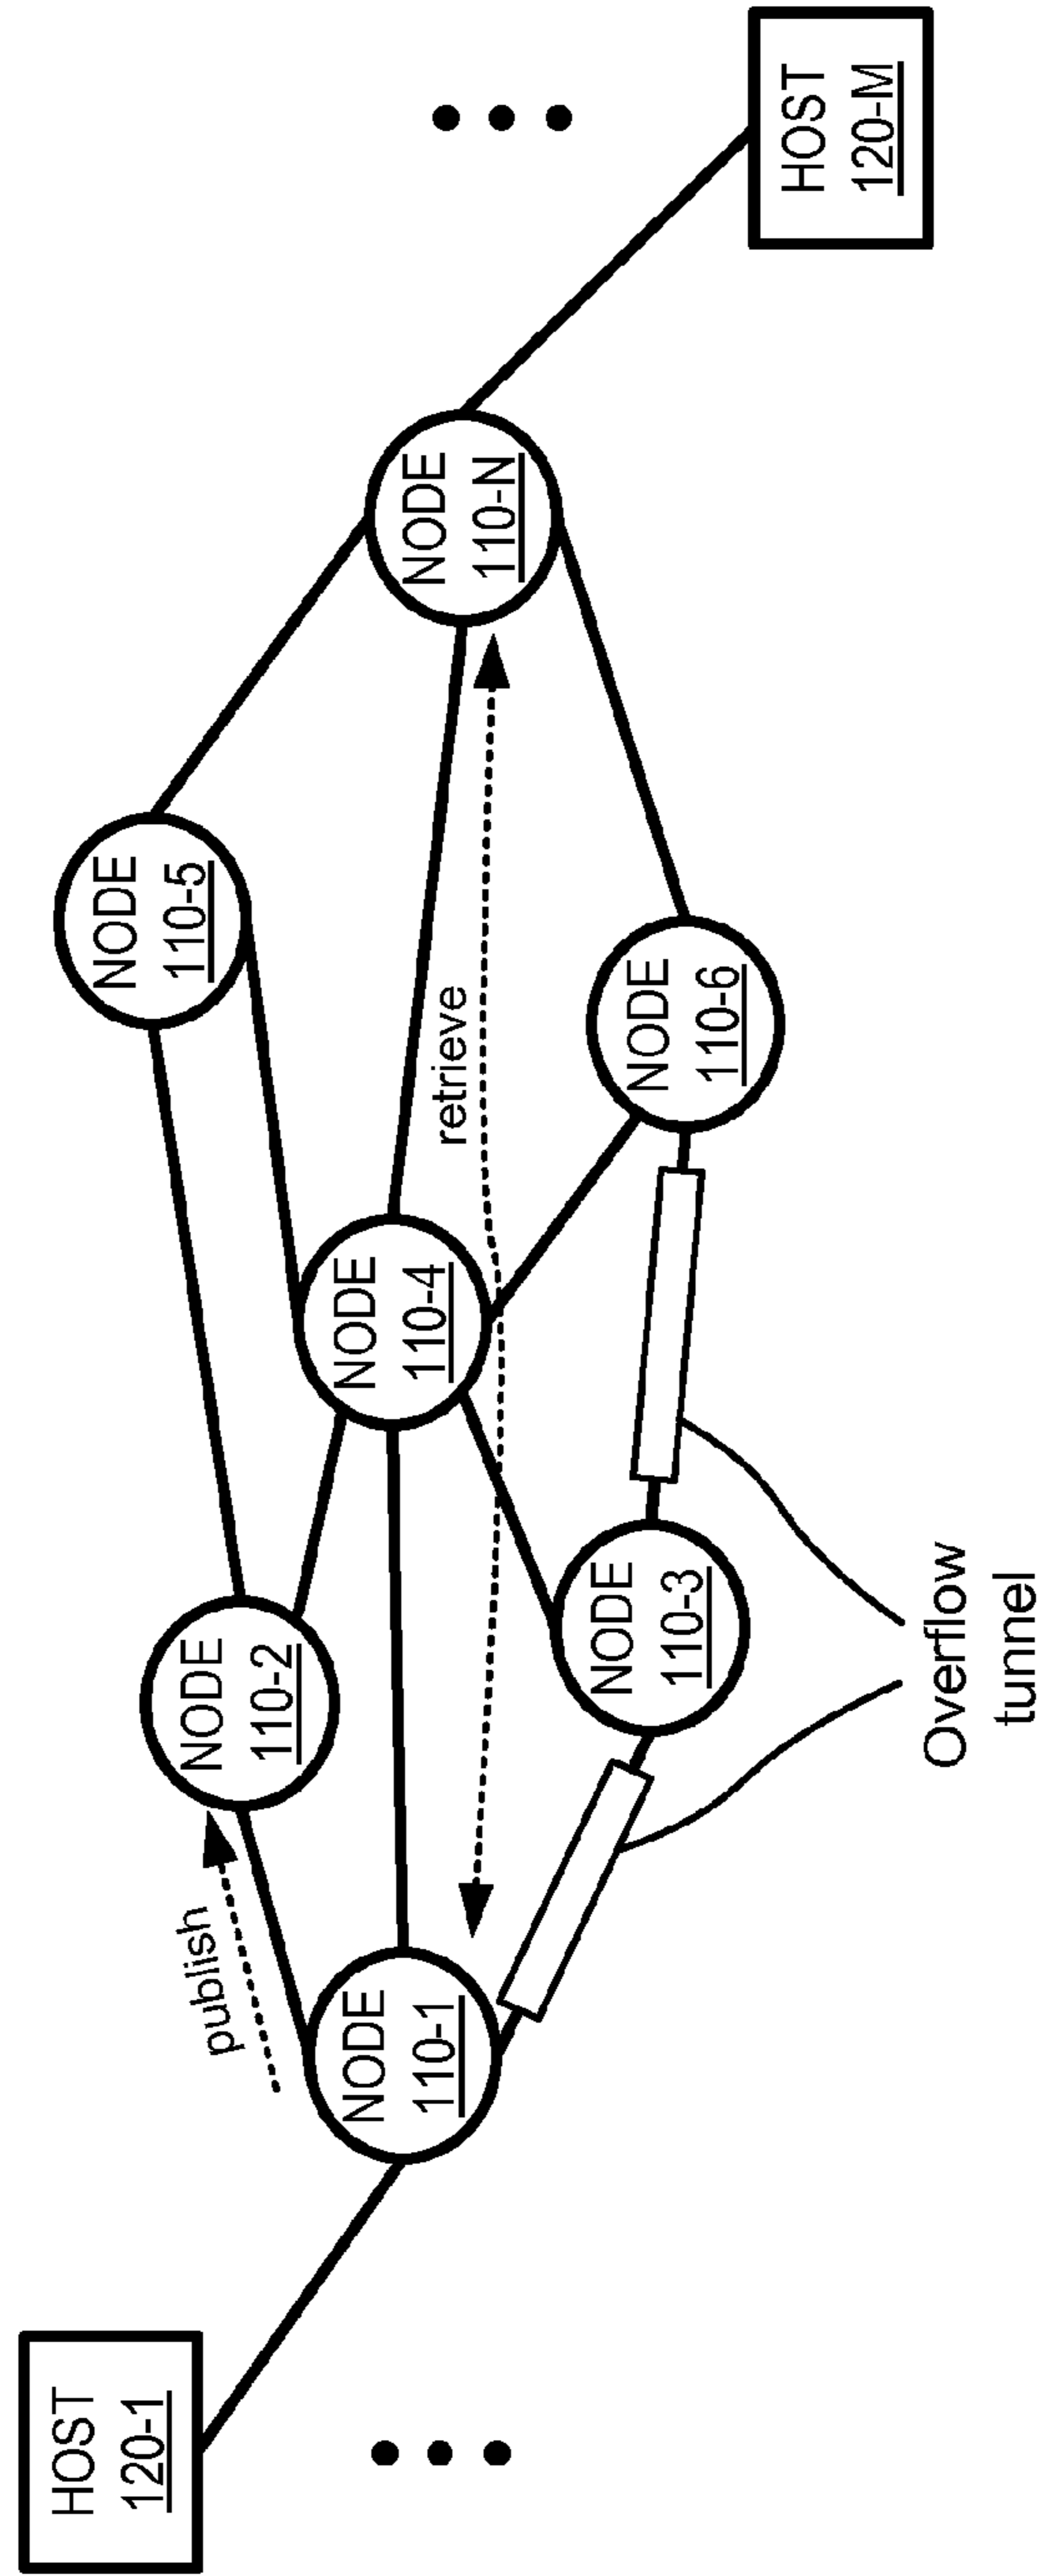 HOST
120-1
NODE
110-1
publish
NODE
110-2
NODE
110-3
NODE
110-4
retrieve
NODE
110-5
NODE
110-6
NODE
110-N
HOST
120-M
Overflow
tunnel